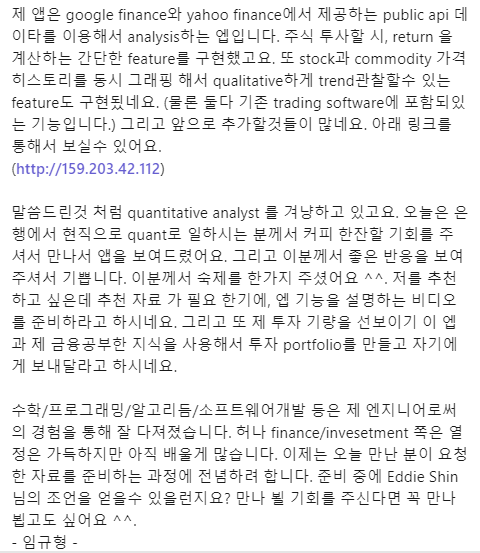 제 앱은 google finance와 yahoo finance에서 제공하는 public api 데
이타를 이용해서 analysis하는 엡입니다. 주식 투사할 시, return 을
계산하는 간단한 feature를 구현했고요. 또 stock과 commodity 가격
히스토리를 동시 그래핑 해서 qualitative하게 trend관찰할수 있는
feature도 구현됬네요. (물론 둘다 기존 trading software에 포함되있
는 기능입니다.) 그리고 앞으로 추가할것들이 많네요. 아래 링크를
통해서 보실수 있어요.
(http://159.203.42.112)
말씀드린것 처럼 quantitative analyst 를 겨냥하고 있고요. 오늘은 은
행에서 현직으로 quant로 일하시는 분께서 커피 한잔할 기회를 주
셔서 만나서 앱을 보여드렸어요. 그리고 이분께서 좋은 반응을 보여
주셔서 기쁩니다. 이분께서 숙제를 한가지 주셨어요 ^^. 저를 추천
하고 싶은데 추천 자료 가 필요 한기에, 엡 기능을 설명하는 비디오
를 준비하라고 하시네요. 그리고 또 제 투자 기량을 선보이기 이 엡
과 제 금융공부한 지식을 사용해서 투자 portfolio를 만들고 자기에
게 보내달라고 하시네요.
수학/프로그래밍/알고리듬/소프트웨어개발 등은 제 엔지니어로써
의 경험을 통해 잘 다져졌습니다. 허나 finance/invesetment 쪽은 열
정은 가득하지만 아직 배울게 많습니다. 이제는 오늘 만난 분이 요청
한 자료를 준비하는 과정에 전념하려 합니다. 준비 중에 Eddie Shin
님의 조언을 얻을수 있을런지요? 만나 뵐 기회를 주신다면 꼭 만나
뵙고도 싶어요 ^^.
- 임규형 -